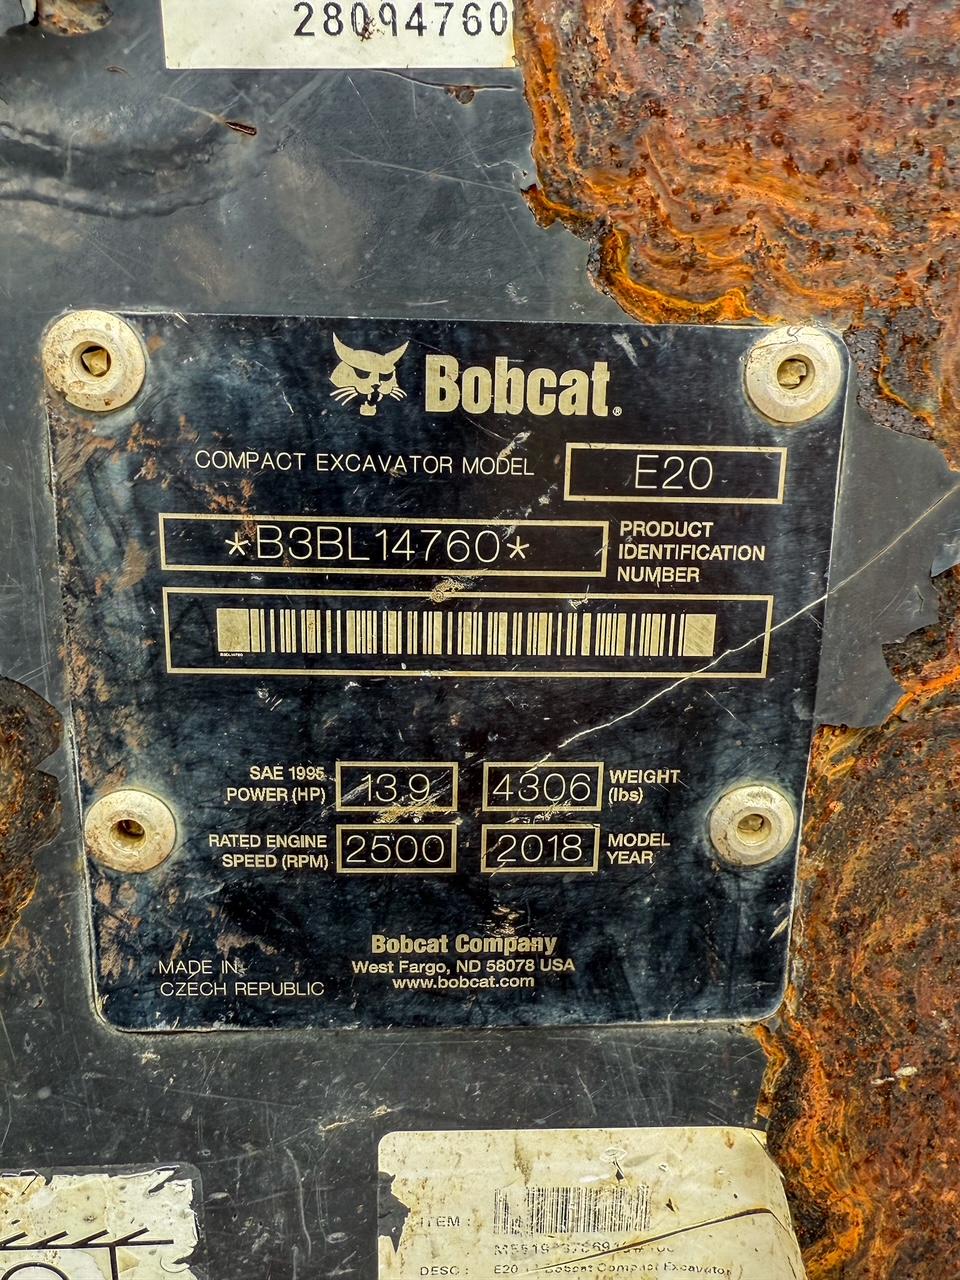 28094760
Bobcat®
COMPACT EXCAVATOR MODEL E20
*B3BL14760* PRODUCT IDENTIFICATION NUMBER
B3BL14760
SAE 1995 POWER (HP) 13.9 4306 WEIGHT (lbs)
RATED ENGINE SPEED (RPM) 2500 2018 MODEL YEAR
Bobcat Company
West Fargo, ND 58078 USA
www.bobcat.com
MADE IN
CZECH REPUBLIC
ITEM :
DESC : E20 Bobcat Compact Excavator